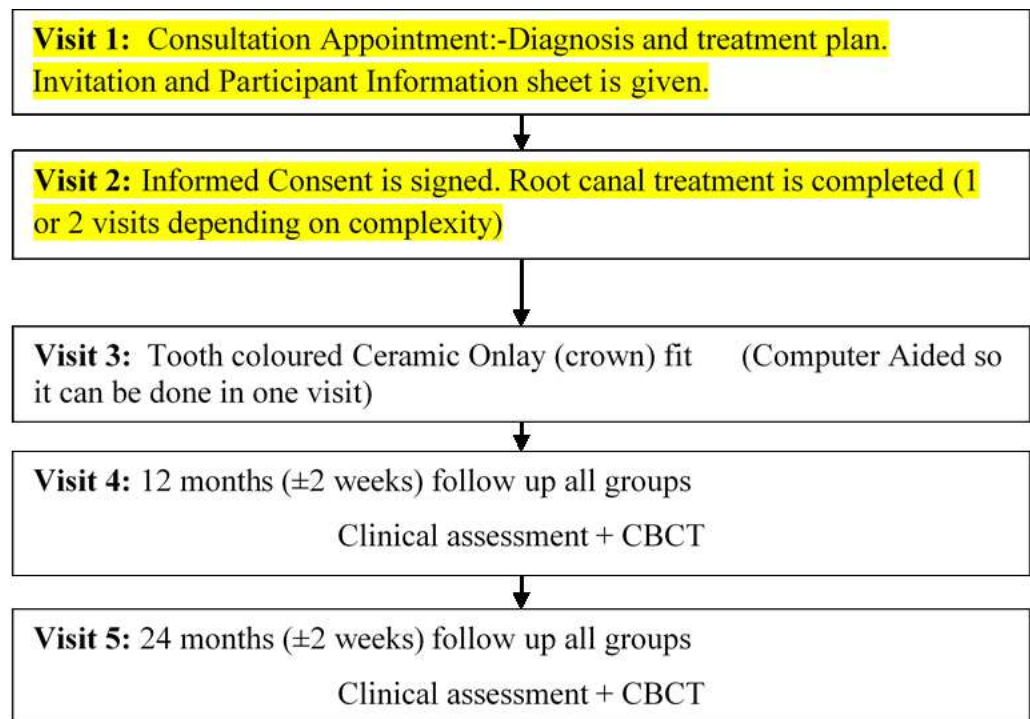 Visit 1: Consultation Appointment:-Diagnosis and treatment plan.
Invitation and Participant Information sheet is given.
Visit 2: Informed Consent is signed. Root canal treatment is completed (1
or 2 visits depending on complexity)
Visit 3: Tooth coloured Ceramic Onlay (crown) fit (Computer Aided so
it can be done in one visit)
Visit 4: 12 months (±2 weeks) follow up all groups
Clinical assessment + CBCT
Visit 5: 24 months (±2 weeks) follow up all groups
Clinical assessment + CBCT